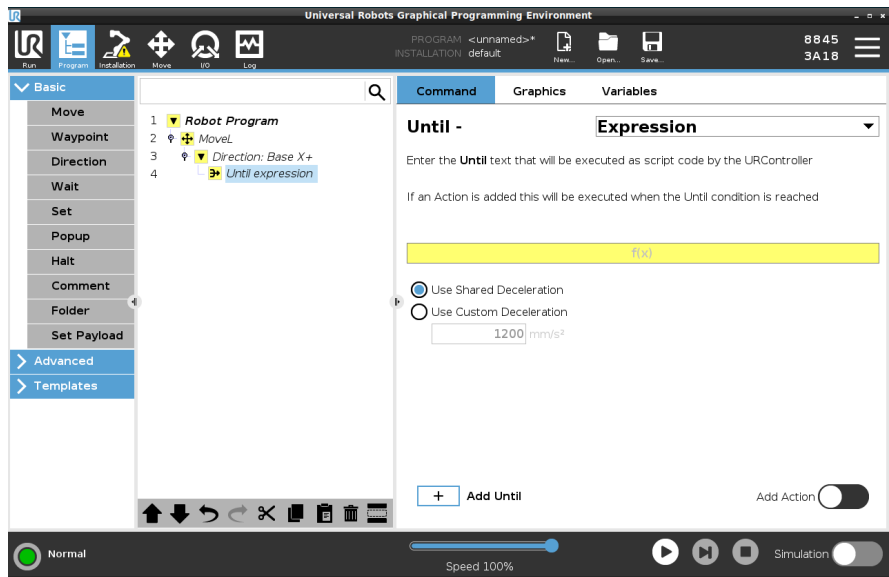 Universal Robots Graphical Programming Environment
UR
Run
Program
Installation
Move
I/O
Log
PROGRAM <unnamed>*
INSTALLATION default
New...
Open...
Save...
8845
3A18
Basic
Move
Waypoint
Direction
Wait
Set
Popup
Halt
Comment
Folder
Set Payload
Advanced
Templates
1 Robot Program
2 MoveL
3 Direction: Base X+
4 Until expression
Command Graphics Variables
Until - Expression
Enter the Until text that will be executed as script code by the URController
If an Action is added this will be executed when the Until condition is reached
f(x)
Use Shared Deceleration
Use Custom Deceleration
1200 mm/s²
+ Add Until
Add Action
Normal
Speed 100%
Simulation